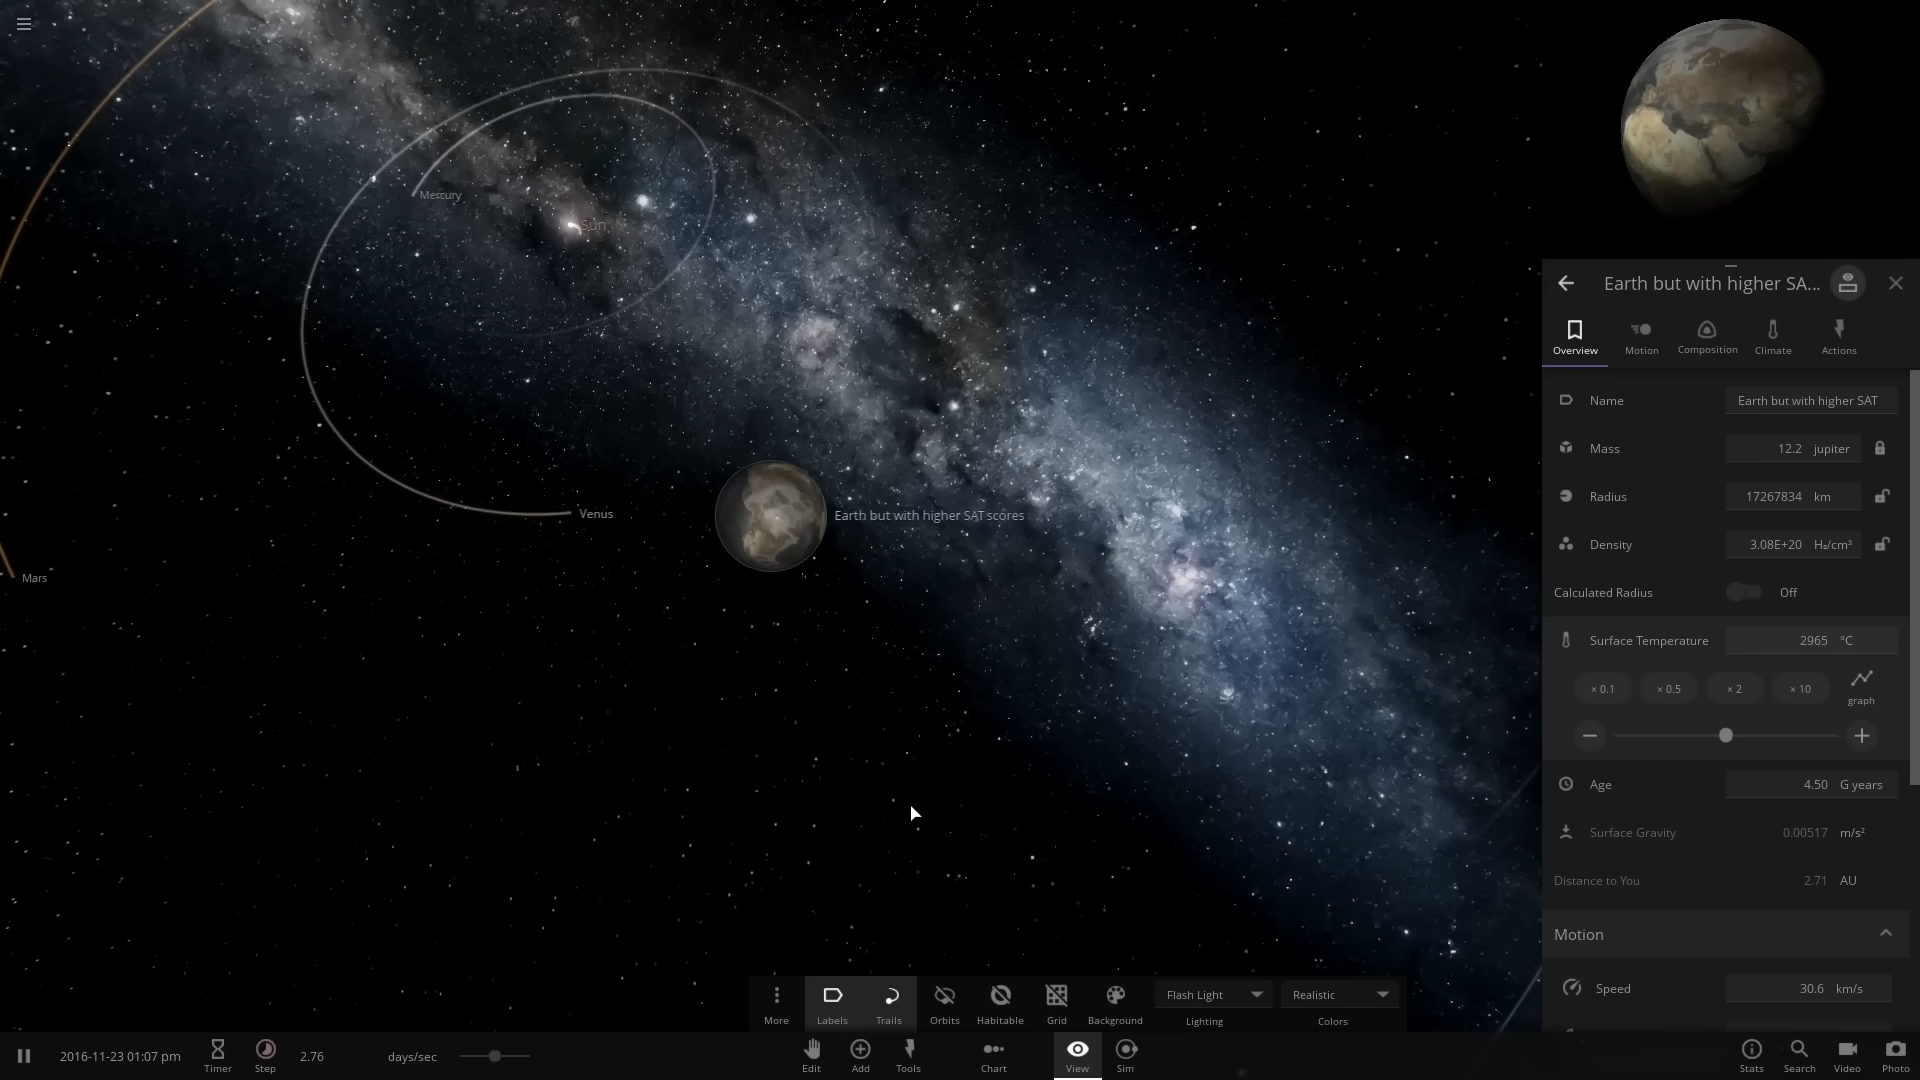 Mercury
Sun
Venus
Earth but with higher SAT scores
Mars
Earth but with higher SA...
Overview
Motion
Composition
Climate
Actions
Name Earth but with higher SAT
Mass 12.2 jupiter
Radius 17267834 km
Density 3.08E+20 H₂/cm³
Calculated Radius Off
Surface Temperature 2965 °C
× 0.1 × 0.5 × 2 × 10 graph
Age 4.50 G years
Surface Gravity 0.00517 m/s²
Distance to You 2.71 AU
Motion
Speed 30.6 km/s
More
Labels
Trails
Orbits
Habitable
Grid
Background
Flash Light
Lighting
Realistic
Colors
2016-11-23 01:07 pm
Timer
Step
2.76 days/sec
Edit
Add
Tools
Chart
View
Sim
Stats
Search
Video
Photo